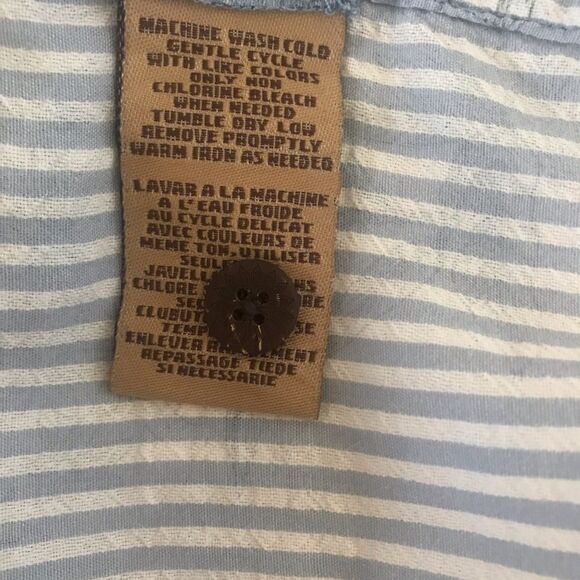 MACHINE WASH COLD
GENTLE CYCLE
WITH LIKE COLORS
ONLY NON
CHLORINE BLEACH
WHEN NEEDED
TUMBLE DRY LOW
REMOVE PROMPTLY
WARM IRON AS NEEDED
LAVAR A LA MACHINE
A L'EAU FROIDE
AU CYCLE DELICAT
AVEC COULEURS DE
MEME TON.UTILISER
CHLORE
ENLEVER
REPASSAGE TIEDE
SI NECESSAIRE